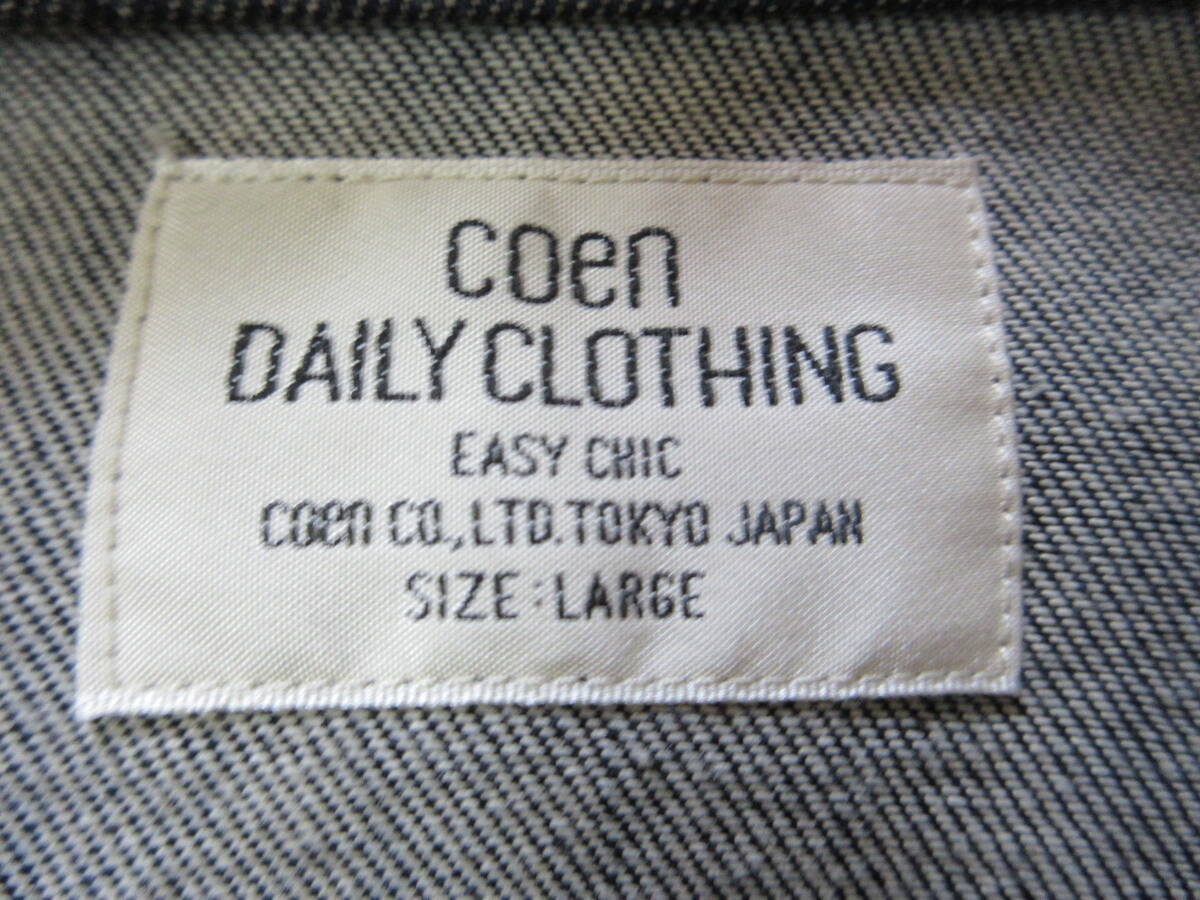 coen
DAILY CLOTHING
EASY CHIC
coen CO.,LTD.TOKYO JAPAN
SIZE:LARGE